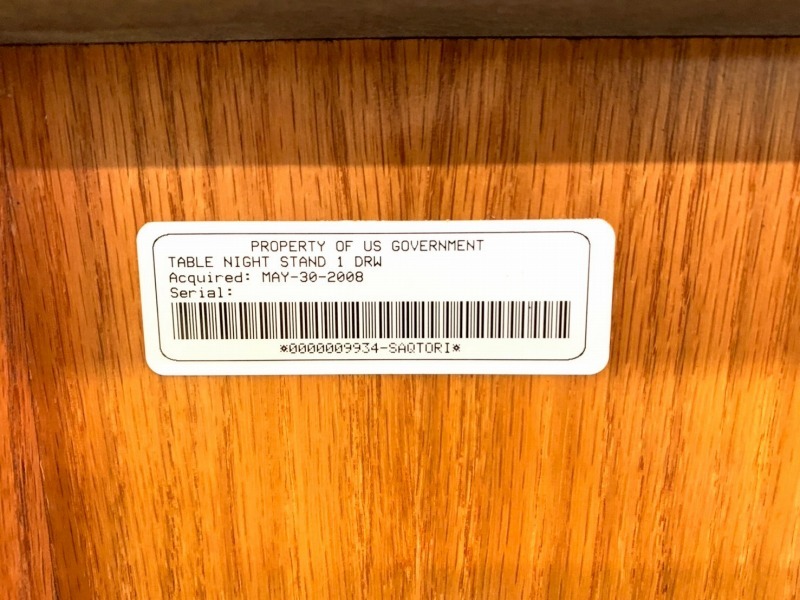 PROPERTY OF US GOVERNMENT
TABLE NIGHT STAND 1 DRW
Acquired: MAY-30-2008
Serial:
*0000009934-SAQTORI*